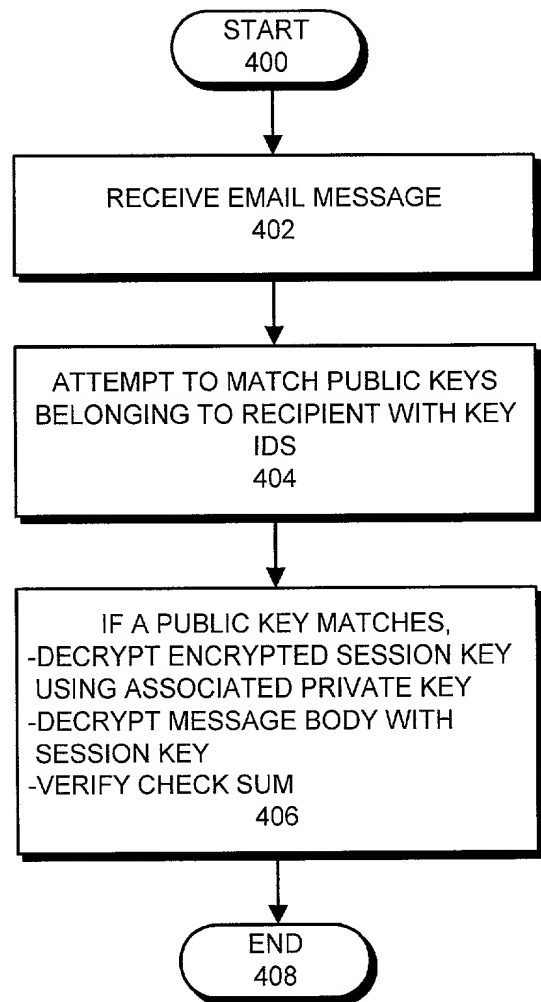 START
400
RECEIVE EMAIL MESSAGE
402
ATTEMPT TO MATCH PUBLIC KEYS
BELONGING TO RECIPIENT WITH KEY
IDS
404
IF A PUBLIC KEY MATCHES,
-DECRYPT ENCRYPTED SESSION KEY
USING ASSOCIATED PRIVATE KEY
-DECRYPT MESSAGE BODY WITH
SESSION KEY
-VERIFY CHECK SUM
406
END
408